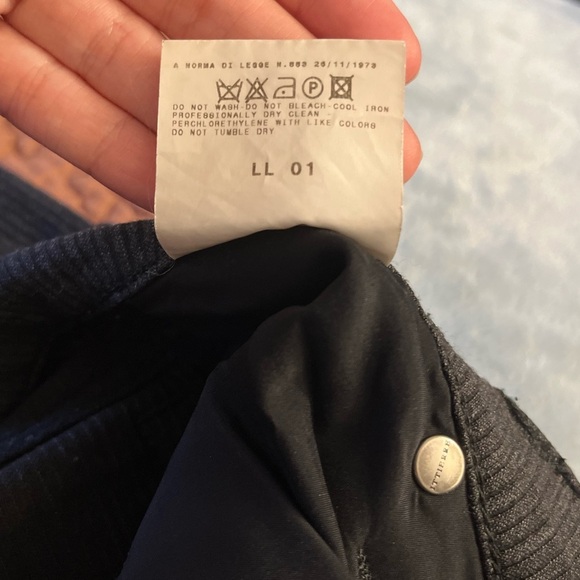 A NORMA DI LEGGE N.883 26/11/1973
P
DO NOT WASH-DO NOT BLEACH-COOL IRON
PROFESSIONALLY DRY CLEAN -
PERCHLORETHYLENE WITH LIKE COLORS
DO NOT TUMBLE DRY
LL 01